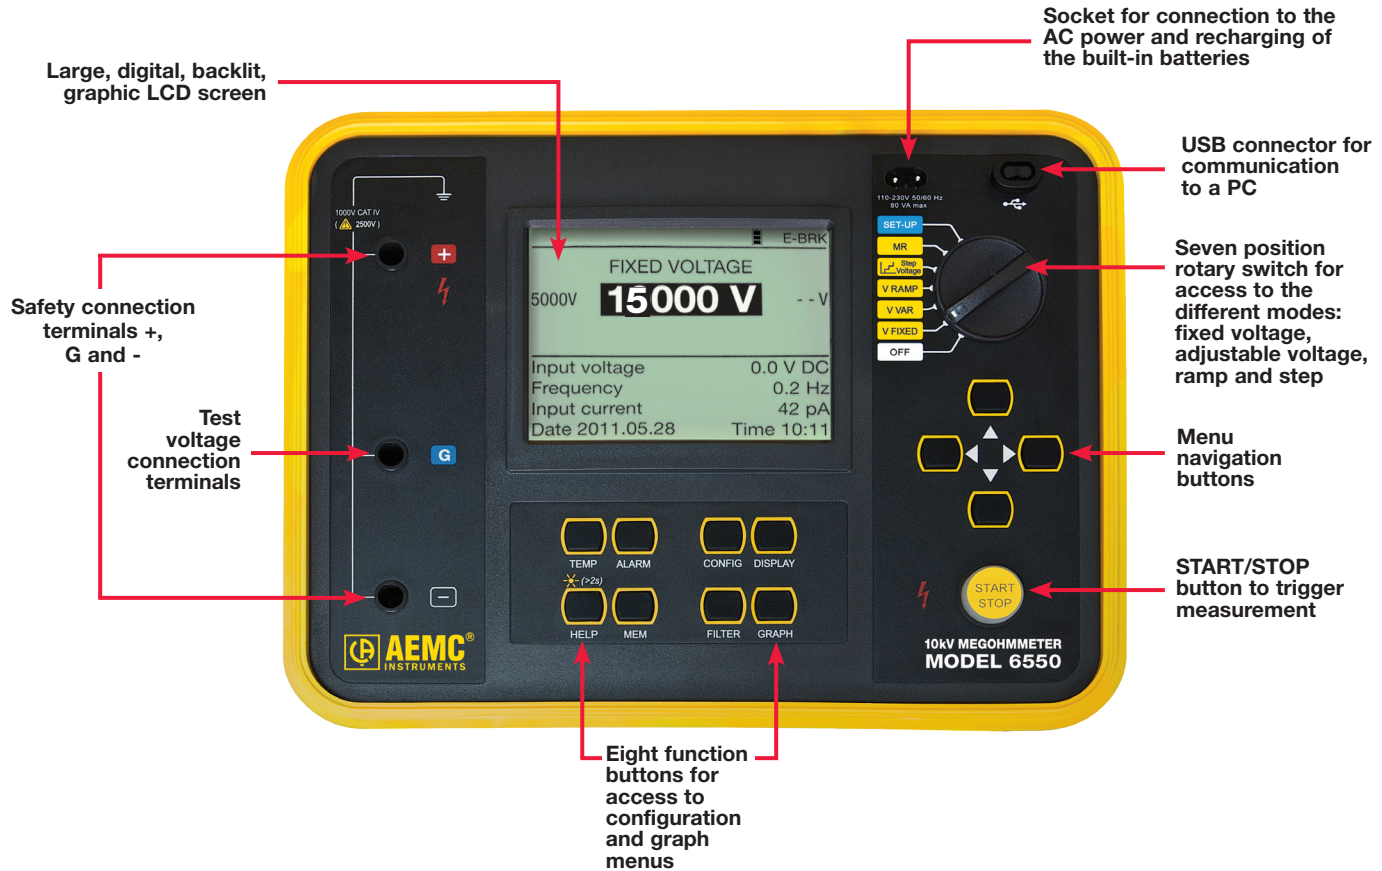 Socket for connection to the
AC power and recharging of
the built-in batteries
Large, digital, backlit,
graphic LCD screen
USB connector for
communication
to a PC
110-230V 50/60 Hz
80 VA max
1000V CAT IV
( ⚠ 2500V )
+
SET-UP
MR
Step
Voltage
V RAMP
V VAR
V FIXED
OFF
E-BRK
FIXED VOLTAGE
5000V 15000 V - - V
Input voltage 0.0 V DC
Frequency 0.2 Hz
Input current 42 pA
Date 2011.05.28 Time 10:11
Seven position
rotary switch for
access to the
different modes:
fixed voltage,
adjustable voltage,
ramp and step
Safety connection
terminals +,
G and -
Test
voltage
connection
terminals
G
Menu
navigation
buttons
TEMP ALARM CONFIG DISPLAY
(>2s)
HELP MEM FILTER GRAPH
START
STOP
START/STOP
button to trigger
measurement
−
AEMC®
INSTRUMENTS
10kV MEGOHMMETER
MODEL 6550
Eight function
buttons for
access to
configuration
and graph
menus